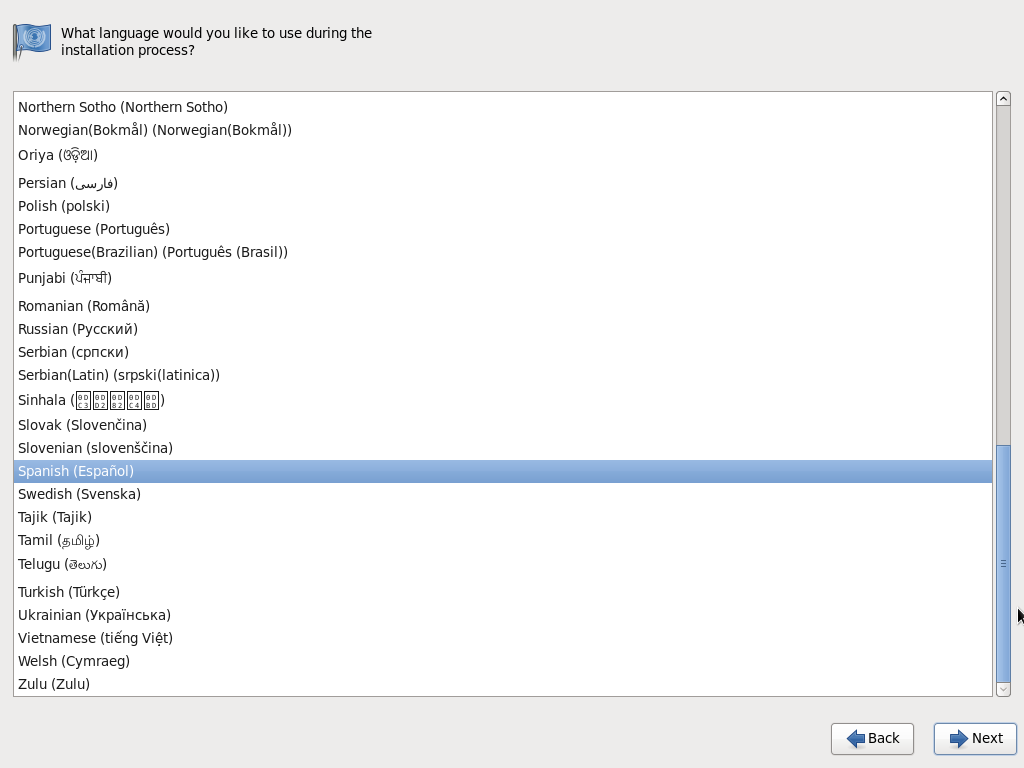 What language would you like to use during the
installation process?
Northern Sotho (Northern Sotho)
Norwegian(Bokmål) (Norwegian(Bokmål))
Oriya (ଓଡ଼ିଆ)
Persian (فارسی)
Polish (polski)
Portuguese (Português)
Portuguese(Brazilian) (Português (Brasil))
Punjabi (ਪੰਜਾਬੀ)
Romanian (Română)
Russian (Русский)
Serbian (српски)
Serbian(Latin) (srpski(latinica))
Sinhala ()
Slovak (Slovenčina)
Slovenian (slovenščina)
Spanish (Español)
Swedish (Svenska)
Tajik (Tajik)
Tamil (தமிழ்)
Telugu (తెలుగు)
Turkish (Türkçe)
Ukrainian (Українська)
Vietnamese (tiếng Việt)
Welsh (Cymraeg)
Zulu (Zulu)
Back
Next